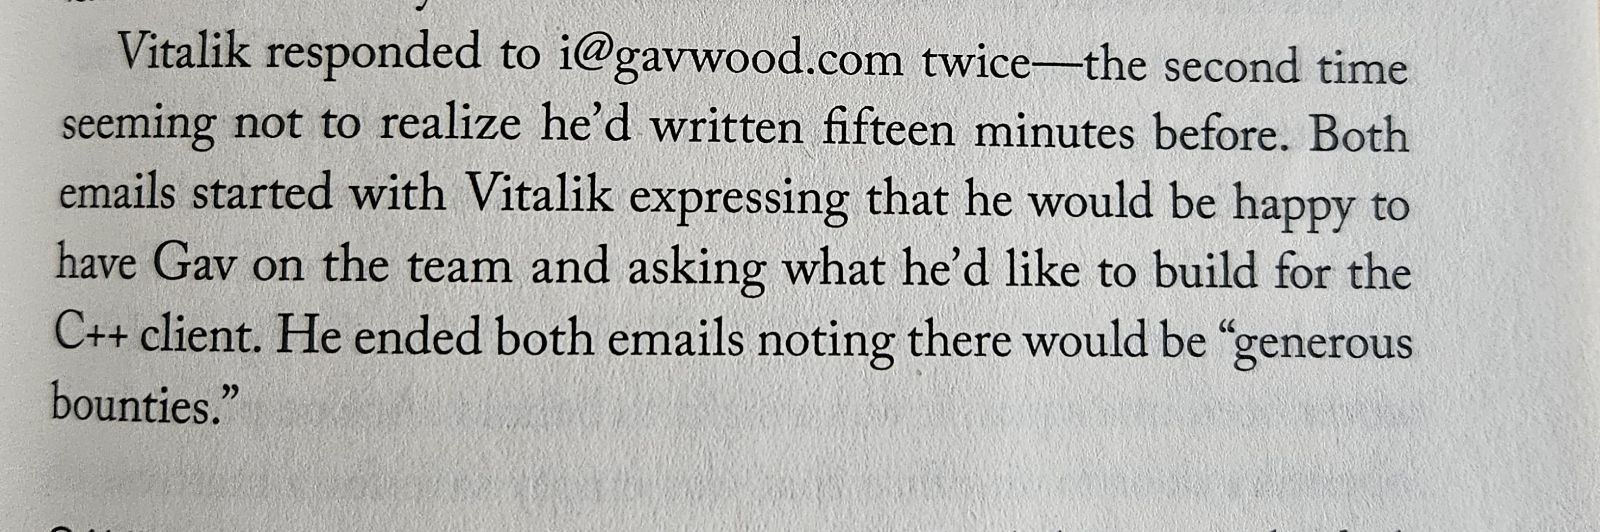 Vitalik responded to i@gavwood.com twice—the second time
seeming not to realize he’d written fifteen minutes before. Both
emails started with Vitalik expressing that he would be happy to
have Gav on the team and asking what he’d like to build for the
C++ client. He ended both emails noting there would be “generous
bounties.”